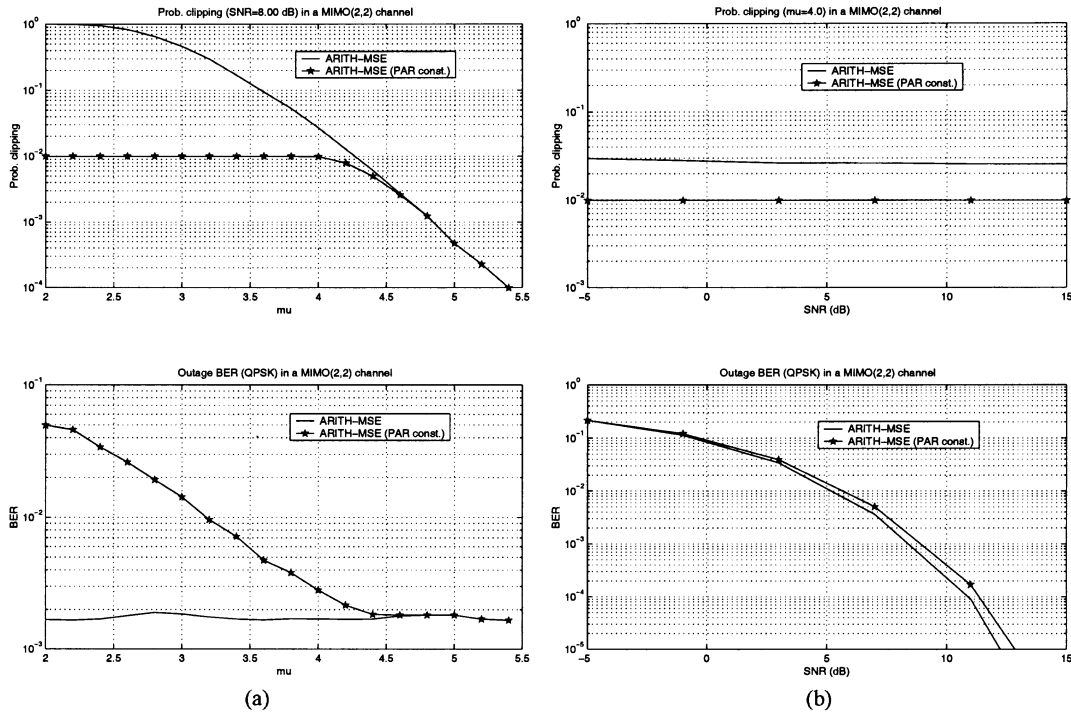 Prob. clipping (SNR=8.00 dB) in a MIMO(2,2) channel
10^0
10^-1
10^-2
10^-3
10^-4
Prob. clipping
ARITH-MSE
ARITH-MSE (PAR const.)
2 2.5 3 3.5 4 4.5 5 5.5
mu
Prob. clipping (mu=4.0) in a MIMO(2,2) channel
10^0
10^-1
10^-2
10^-3
Prob. clipping
ARITH-MSE
ARITH-MSE (PAR const.)
-5 0 5 10 15
SNR (dB)
Outage BER (QPSK) in a MIMO(2,2) channel
10^-1
10^-2
10^-3
BER
ARITH-MSE
ARITH-MSE (PAR const.)
2 2.5 3 3.5 4 4.5 5 5.5
mu
(a)
Outage BER (QPSK) in a MIMO(2,2) channel
10^0
10^-1
10^-2
10^-3
10^-4
10^-5
BER
ARITH-MSE
ARITH-MSE (PAR const.)
-5 0 5 10 15
SNR (dB)
(b)